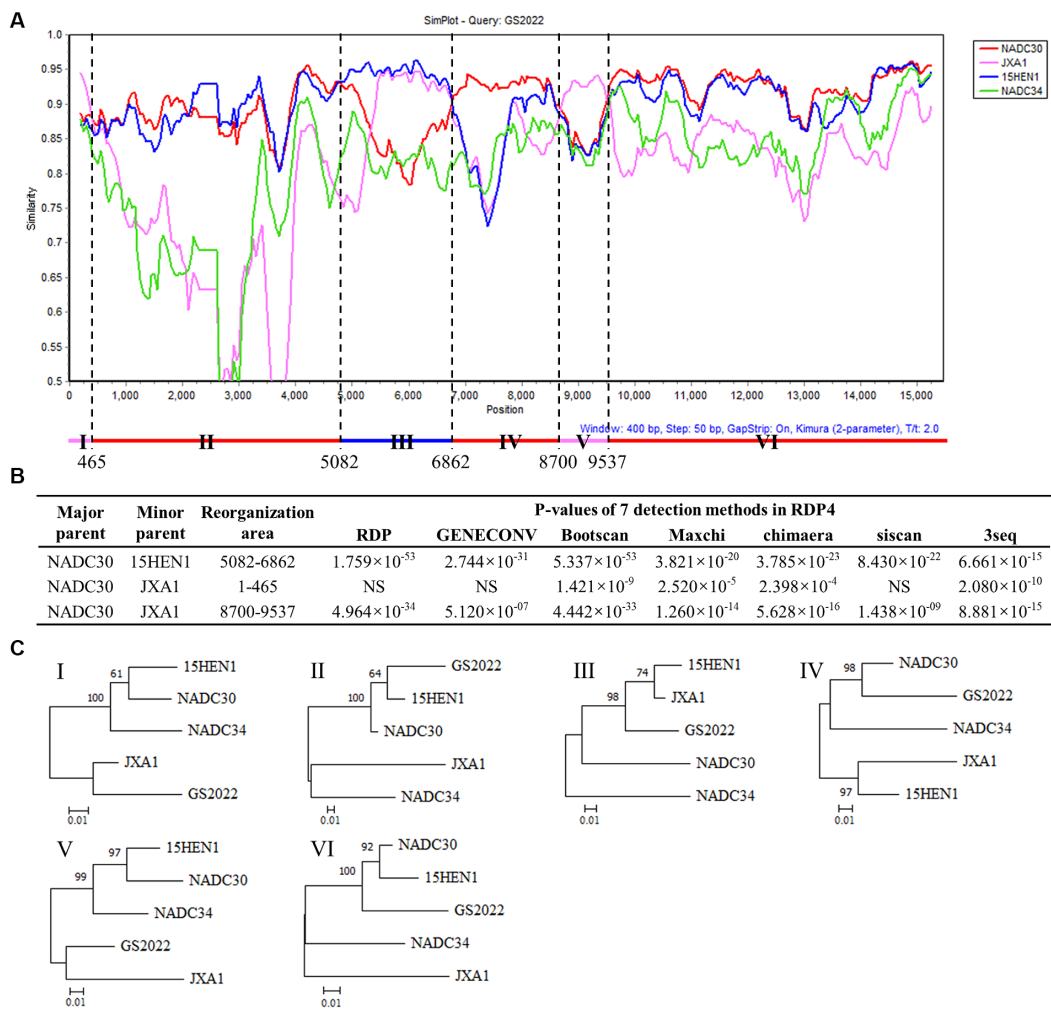 A
SimPlot - Query: GS2022
NADC30
JXA1
15HEN1
NADC34
1.0
0.95
0.9
0.85
0.8
0.75
0.7
0.65
0.6
0.55
0.5
Similarity
0 1,000 2,000 3,000 4,000 5,000 6,000 7,000 8,000 9,000 10,000 11,000 12,000 13,000 14,000 15,000
Position
Window: 400 bp, Step: 50 bp, GapStrip: On, Kimura (2-parameter), T/t: 2.0
I II III IV V VI
465 5082 6862 8700 9537
B
Major parent Minor parent Reorganization area P-values of 7 detection methods in RDP4
RDP GENECONV Bootscan Maxchi chimaera siscan 3seq
NADC30 15HEN1 5082-6862 1.759×10⁻⁵³ 2.744×10⁻³¹ 5.337×10⁻⁵³ 3.821×10⁻²⁰ 3.785×10⁻²³ 8.430×10⁻²² 6.661×10⁻¹⁵
NADC30 JXA1 1-465 NS NS 1.421×10⁻⁹ 2.520×10⁻⁵ 2.398×10⁻⁴ NS 2.080×10⁻¹⁰
NADC30 JXA1 8700-9537 4.964×10⁻³⁴ 5.120×10⁻⁰⁷ 4.442×10⁻³³ 1.260×10⁻¹⁴ 5.628×10⁻¹⁶ 1.438×10⁻⁰⁹ 8.881×10⁻¹⁵
C
I
61
100
15HEN1
NADC30
NADC34
JXA1
GS2022
0.01
II
64
100
GS2022
15HEN1
NADC30
JXA1
NADC34
0.01
III
74
98
15HEN1
JXA1
GS2022
NADC30
NADC34
0.01
IV
98
NADC30
GS2022
NADC34
JXA1
97
15HEN1
0.01
V
97
99
15HEN1
NADC30
NADC34
GS2022
JXA1
0.01
VI
92
100
NADC30
15HEN1
GS2022
NADC34
JXA1
0.01